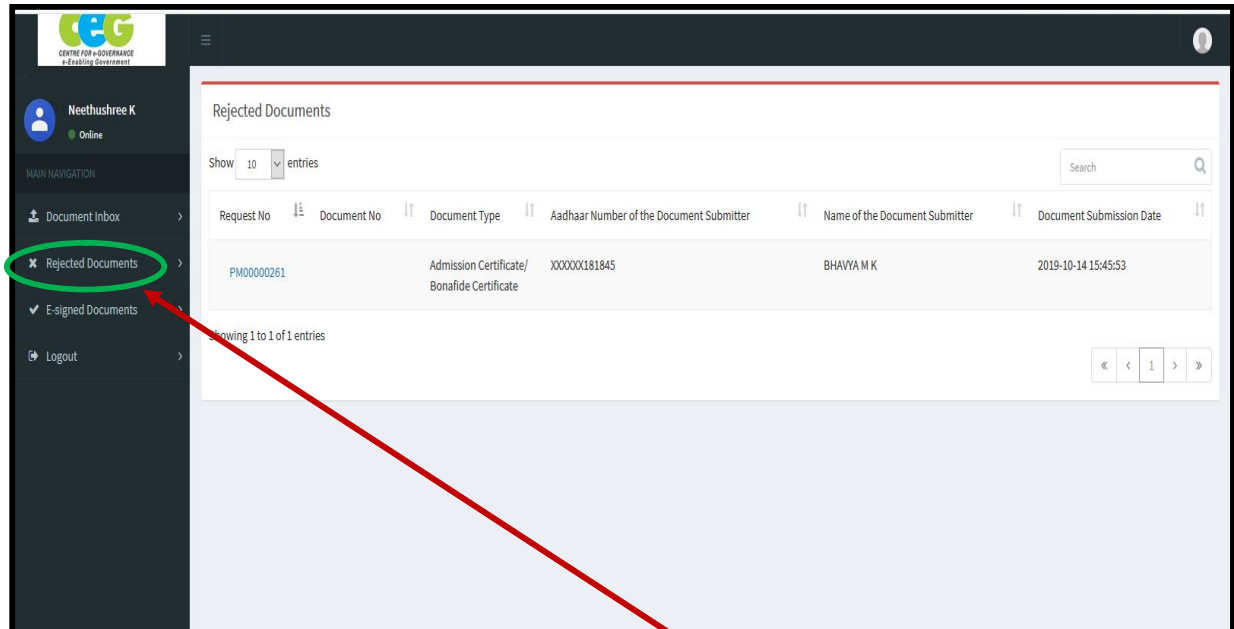 CeG
CENTRE FOR e-GOVERNANCE
e-Enabling Government
Neethushree K
Online
MAIN NAVIGATION
Document Inbox
Rejected Documents
E-signed Documents
Logout
Rejected Documents
Show 10 entries
Search
Request No Document No Document Type Aadhaar Number of the Document Submitter Name of the Document Submitter Document Submission Date
PM00000261 Admission Certificate/ XXXXXX181845 BHAVYA M K 2019-10-14 15:45:53
Bonafide Certificate
Showing 1 to 1 of 1 entries
« < 1 > »